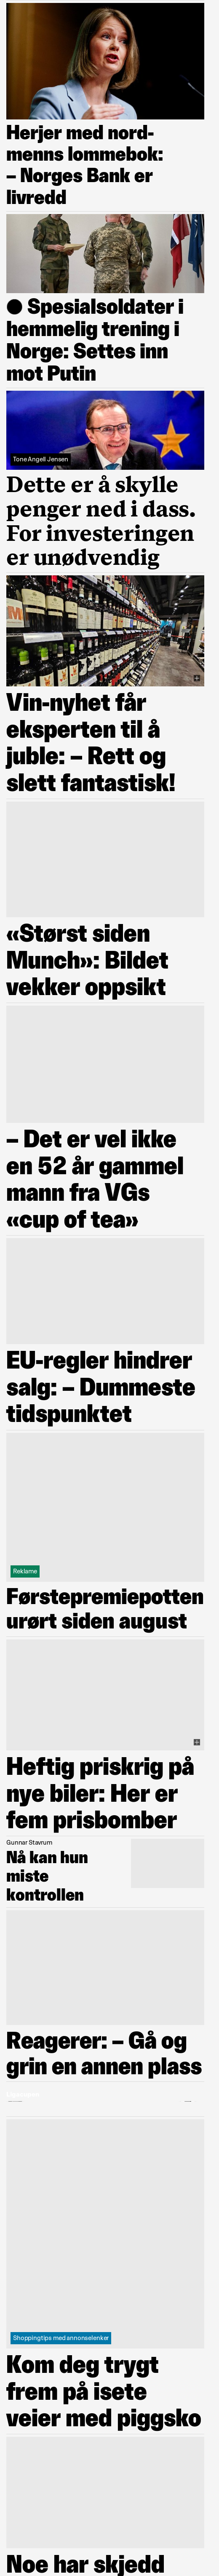 Herjer med nord-
menns lommebok:
– Norges Bank er
livredd
● Spesialsoldater i
hemmelig trening i
Norge: Settes inn
mot Putin
Tone Angell Jensen
Dette er å skylle
penger ned i dass.
For investeringen
er unødvendig
Vin-nyhet får
eksperten til å
juble: – Rett og
slett fantastisk!
«Størst siden
Munch»: Bildet
vekker oppsikt
– Det er vel ikke
en 52 år gammel
mann fra VGs
«cup of tea»
EU-regler hindrer
salg: – Dummeste
tidspunktet
Reklame
Førstepremiepotten
urørt siden august
Heftig priskrig på
nye biler: Her er
fem prisbomber
Gunnar Stavrum
Nå kan hun
miste
kontrollen
Reagerer: – Gå og
grin en annen plass
Shoppingtips med annonselenker
Kom deg trygt
frem på isete
veier med piggsko
Noe har skjedd